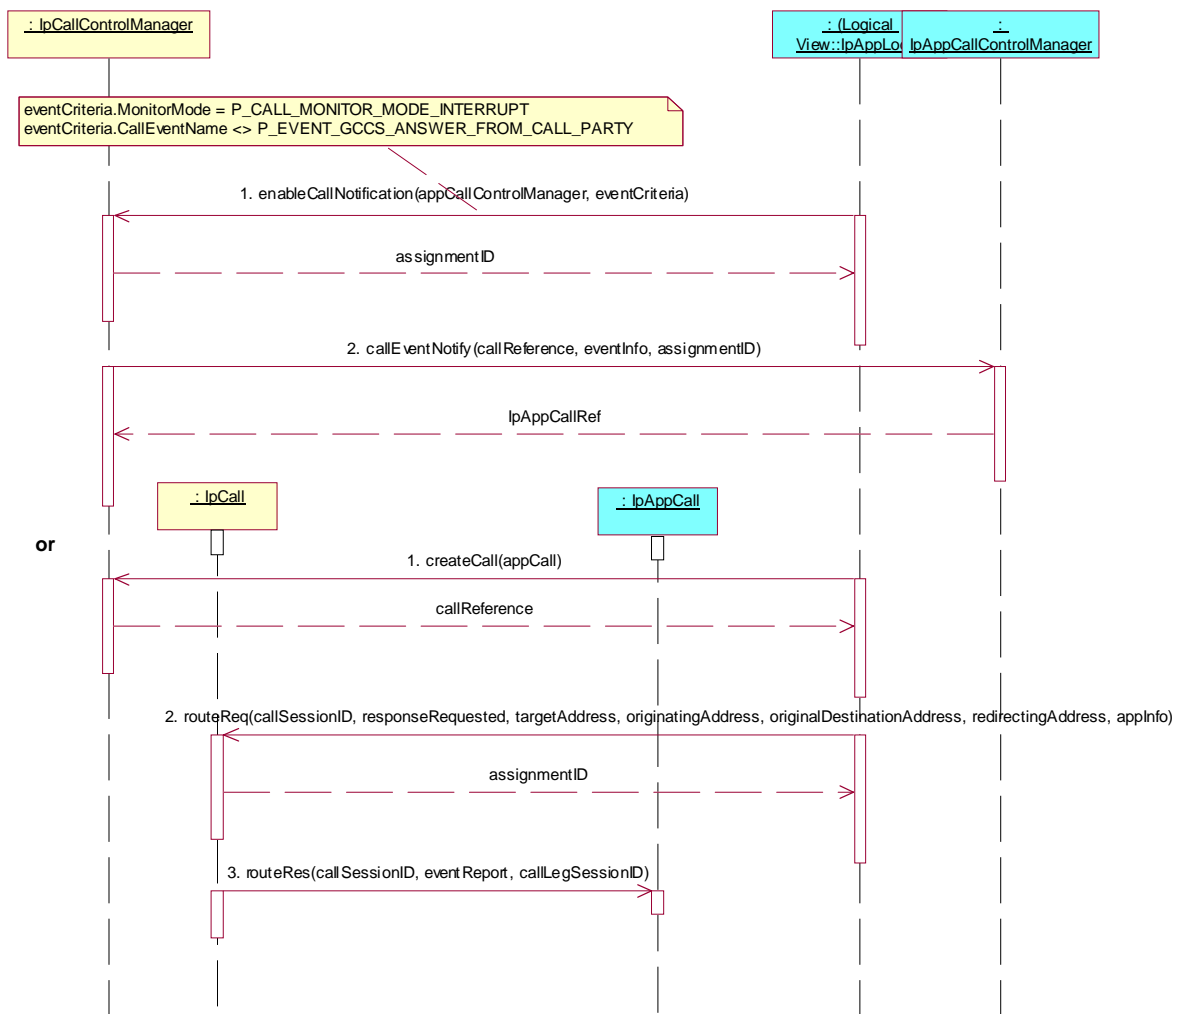 : IpCallControlManager
: (Logical
View::IpAppLo
:
IpAppCallControlManager
eventCriteria.MonitorMode = P_CALL_MONITOR_MODE_INTERRUPT
eventCriteria.CallEventName <> P_EVENT_GCCS_ANSWER_FROM_CALL_PARTY
1. enableCallNotification(appCallControlManager, eventCriteria)
assignmentID
2. callEventNotify(callReference, eventInfo, assignmentID)
IpAppCallRef
: IpCall
: IpAppCall
or
1. createCall(appCall)
callReference
2. routeReq(callSessionID, responseRequested, targetAddress, originatingAddress, originalDestinationAddress, redirectingAddress, appInfo)
assignmentID
3. routeRes(callSessionID, eventReport, callLegSessionID)